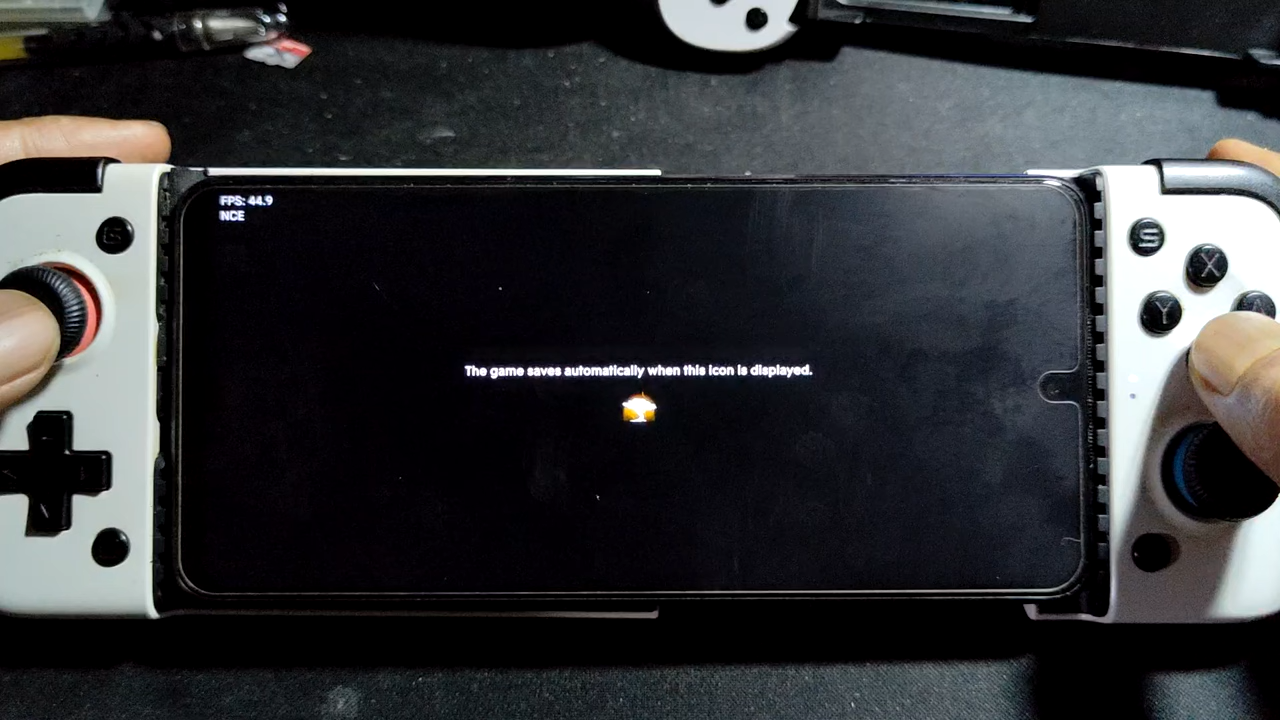 FPS: 44.9
NCE
The game saves automatically when this icon is displayed.
S
X
Y